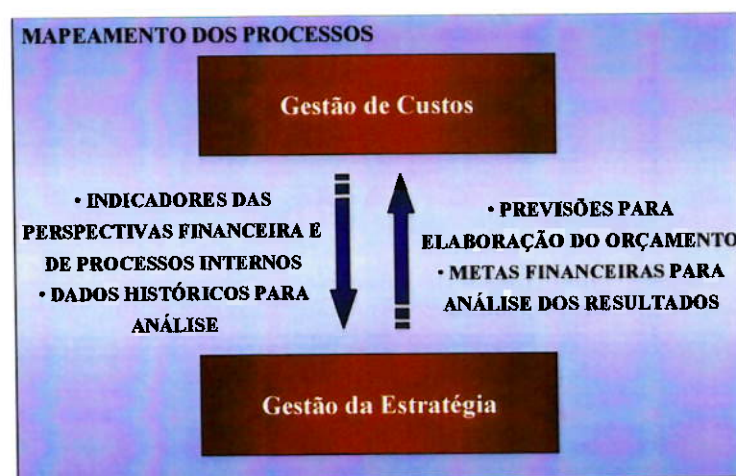 MAPEAMENTO DOS PROCESSOS
Gestão de Custos
• INDICADORES DAS
PERSPECTIVAS FINANCEIRA E
DE PROCESSOS INTERNOS
• DADOS HISTÓRICOS PARA
ANÁLISE
• PREVISÕES PARA
ELABORAÇÃO DO ORÇAMENTO
• METAS FINANCEIRAS PARA
ANÁLISE DOS RESULTADOS
Gestão da Estratégia